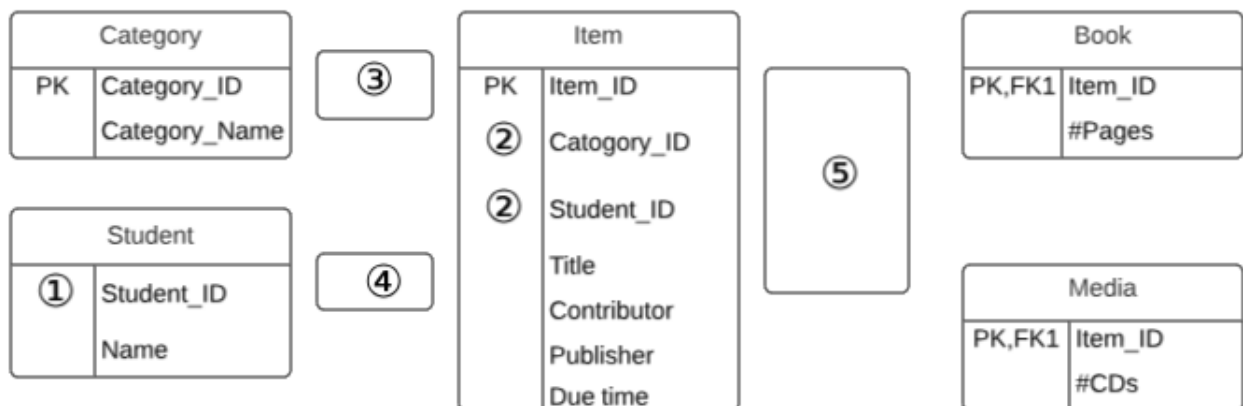 Category
PK Category_ID
Category_Name
③
Student
① Student_ID
Name
④
Item
PK Item_ID
② Catogory_ID
② Student_ID
Title
Contributor
Publisher
Due time
⑤
Book
PK,FK1 Item_ID
#Pages
Media
PK,FK1 Item_ID
#CDs